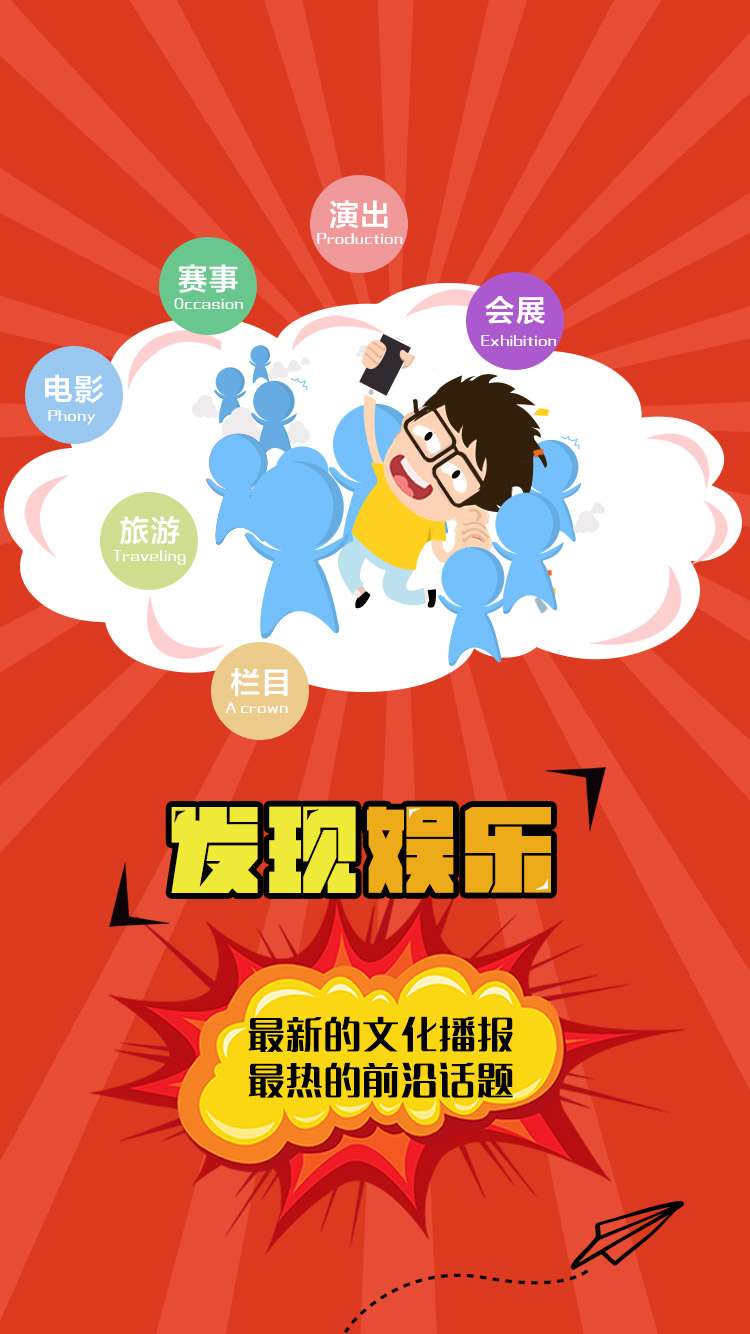 演出
Production
赛事
Occasion
会展
Exhibition
电影
Phony
旅游
Traveling
栏目
A crown
发现娱乐
最新的文化播报
最热的前沿话题